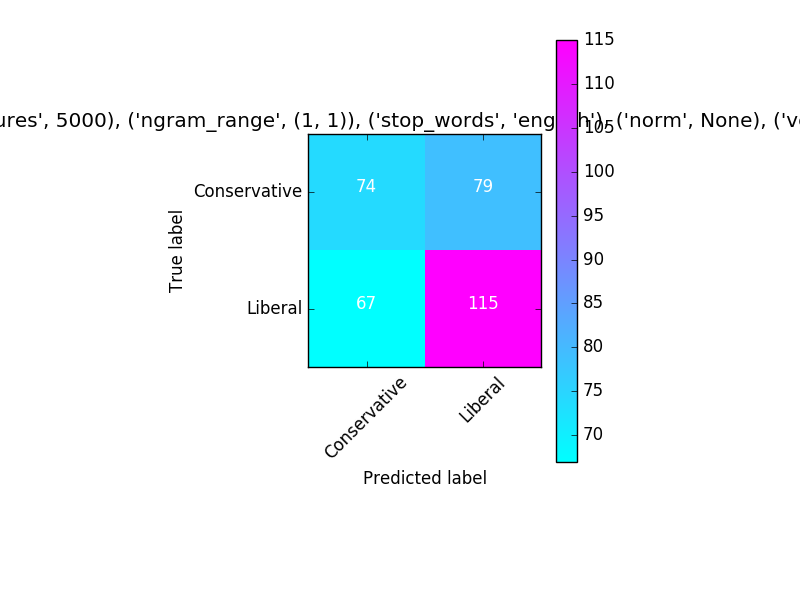 ures', 5000), ('ngram_range', (1, 1)), ('stop_words', 'english'), ('norm', None), ('v
115
110
105
100
95
90
85
80
75
70
True label
Conservative
74
79
Liberal
67
115
Conservative
Liberal
Predicted label